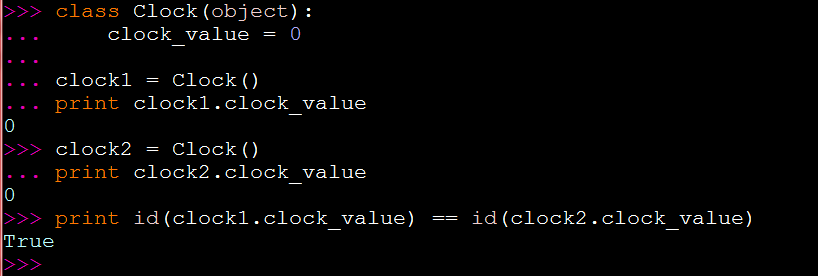 >>> class Clock(object):
...     clock_value = 0
...
... clock1 = Clock()
... print clock1.clock_value
0
>>> clock2 = Clock()
... print clock2.clock_value
0
>>> print id(clock1.clock_value) == id(clock2.clock_value)
True
>>>